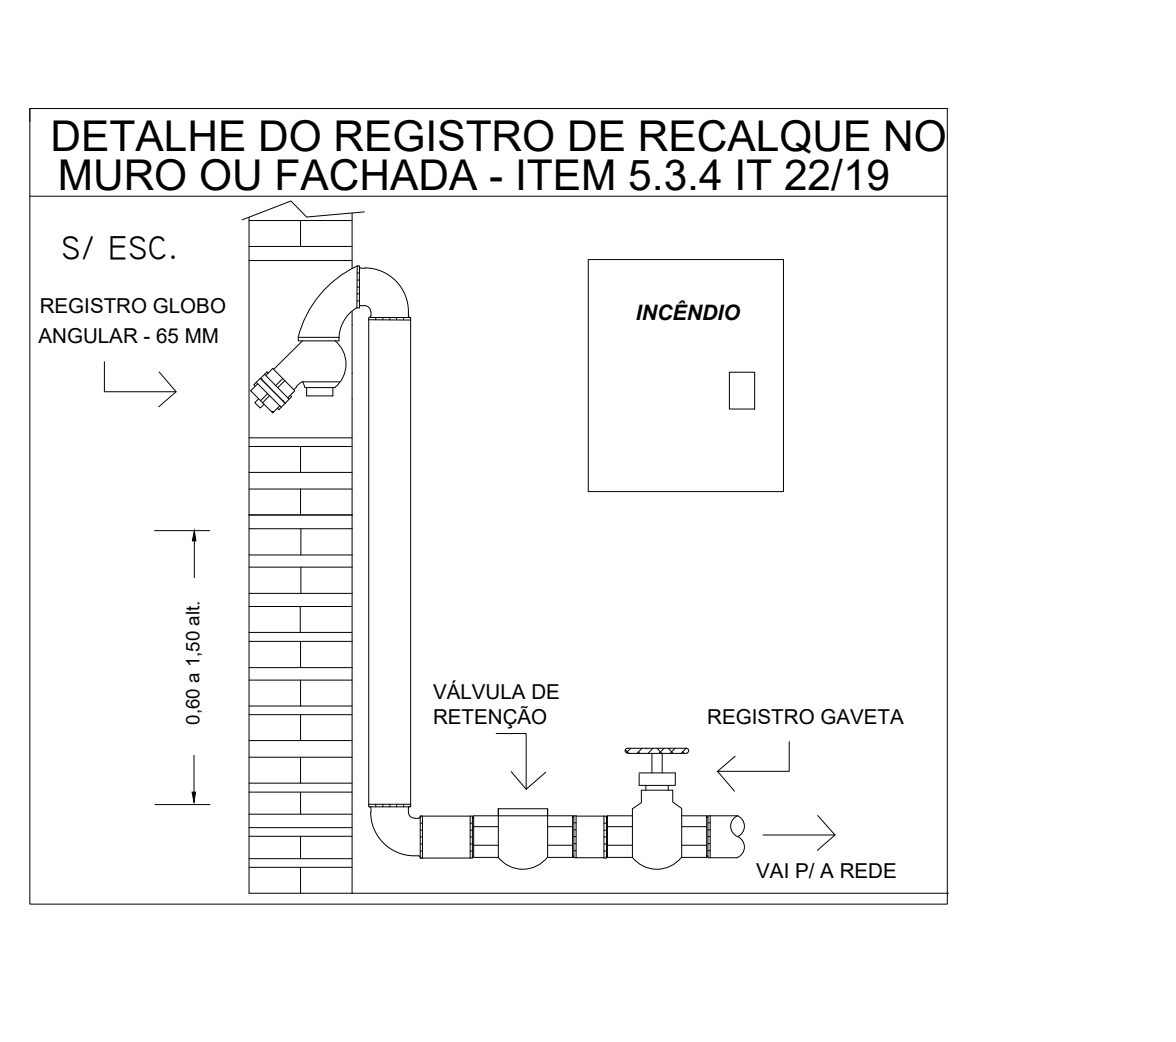 DETALHE DO REGISTRO DE RECALQUE NO
MURO OU FACHADA - ITEM 5.3.4 IT 22/19
S/ ESC.
REGISTRO GLOBO
ANGULAR - 65 MM
INCÊNDIO
0,60 a 1,50 alt.
VÁLVULA DE
RETENÇÃO
REGISTRO GAVETA
VAI P/ A REDE